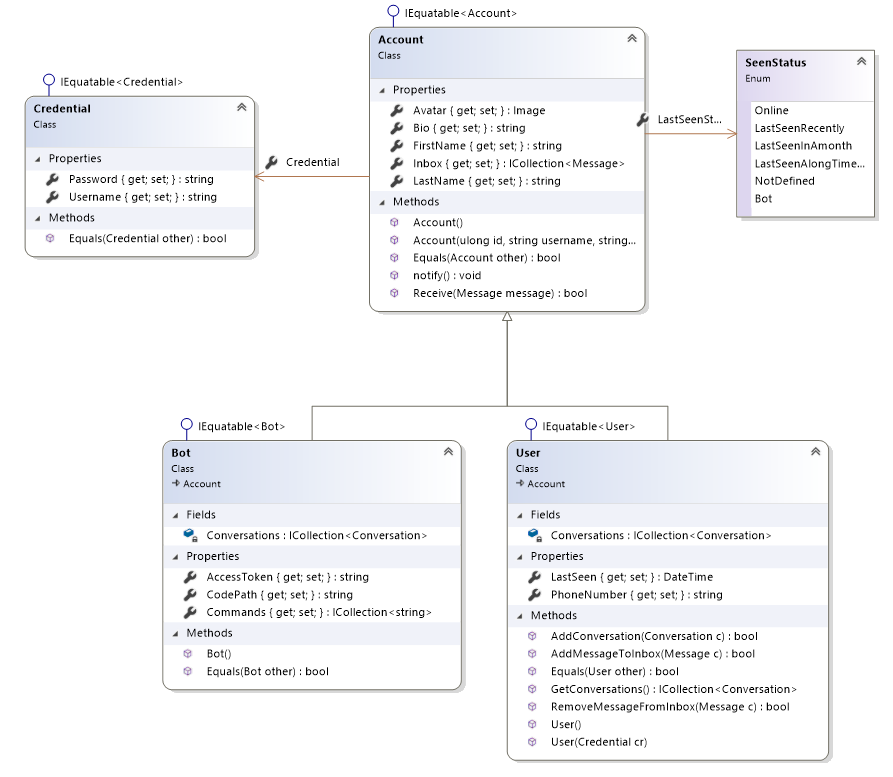 IEquatable<Account>
Account
Class
Properties
Avatar { get; set; } : Image
Bio { get; set; } : string
FirstName { get; set; } : string
Inbox { get; set; } : ICollection<Message>
LastName { get; set; } : string
Methods
Account()
Account(ulong id, string username, string...
Equals(Account other) : bool
notify() : void
Receive(Message message) : bool
IEquatable<Credential>
Credential
Class
Properties
Password { get; set; } : string
Username { get; set; } : string
Methods
Equals(Credential other) : bool
Credential
LastSeenSt...
SeenStatus
Enum
Online
LastSeenRecently
LastSeenInAmonth
LastSeenAlongTime...
NotDefined
Bot
IEquatable<Bot>
Bot
Class
Account
Fields
Conversations : ICollection<Conversation>
Properties
AccessToken { get; set; } : string
CodePath { get; set; } : string
Commands { get; set; } : ICollection<string>
Methods
Bot()
Equals(Bot other) : bool
IEquatable<User>
User
Class
Account
Fields
Conversations : ICollection<Conversation>
Properties
LastSeen { get; set; } : DateTime
PhoneNumber { get; set; } : string
Methods
AddConversation(Conversation c) : bool
AddMessageToInbox(Message c) : bool
Equals(User other) : bool
GetConversations() : ICollection<Conversation>
RemoveMessageFromInbox(Message c) : bool
User()
User(Credential cr)